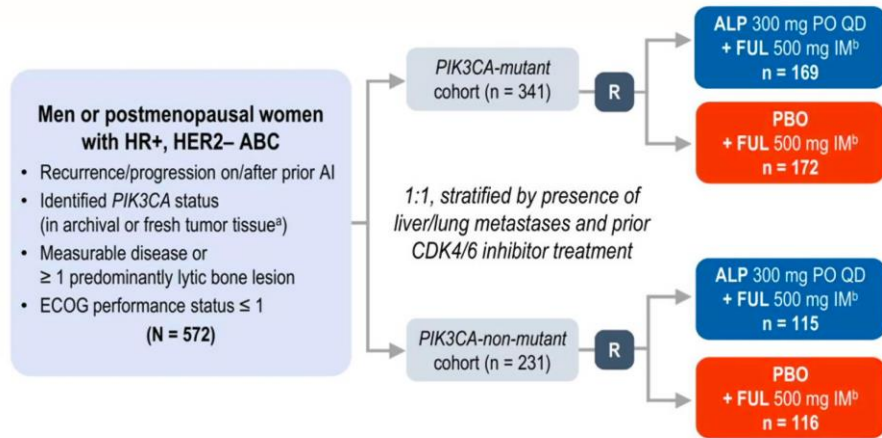 Men or postmenopausal women
with HR+, HER2– ABC
• Recurrence/progression on/after prior AI
• Identified PIK3CA status
(in archival or fresh tumor tissueᵃ)
• Measurable disease or
≥ 1 predominantly lytic bone lesion
• ECOG performance status ≤ 1
(N = 572)
PIK3CA-mutant
cohort (n = 341)
R
ALP 300 mg PO QD
+ FUL 500 mg IMᵇ
n = 169
PBO
+ FUL 500 mg IMᵇ
n = 172
1:1, stratified by presence of
liver/lung metastases and prior
CDK4/6 inhibitor treatment
PIK3CA-non-mutant
cohort (n = 231)
R
ALP 300 mg PO QD
+ FUL 500 mg IMᵇ
n = 115
PBO
+ FUL 500 mg IMᵇ
n = 116